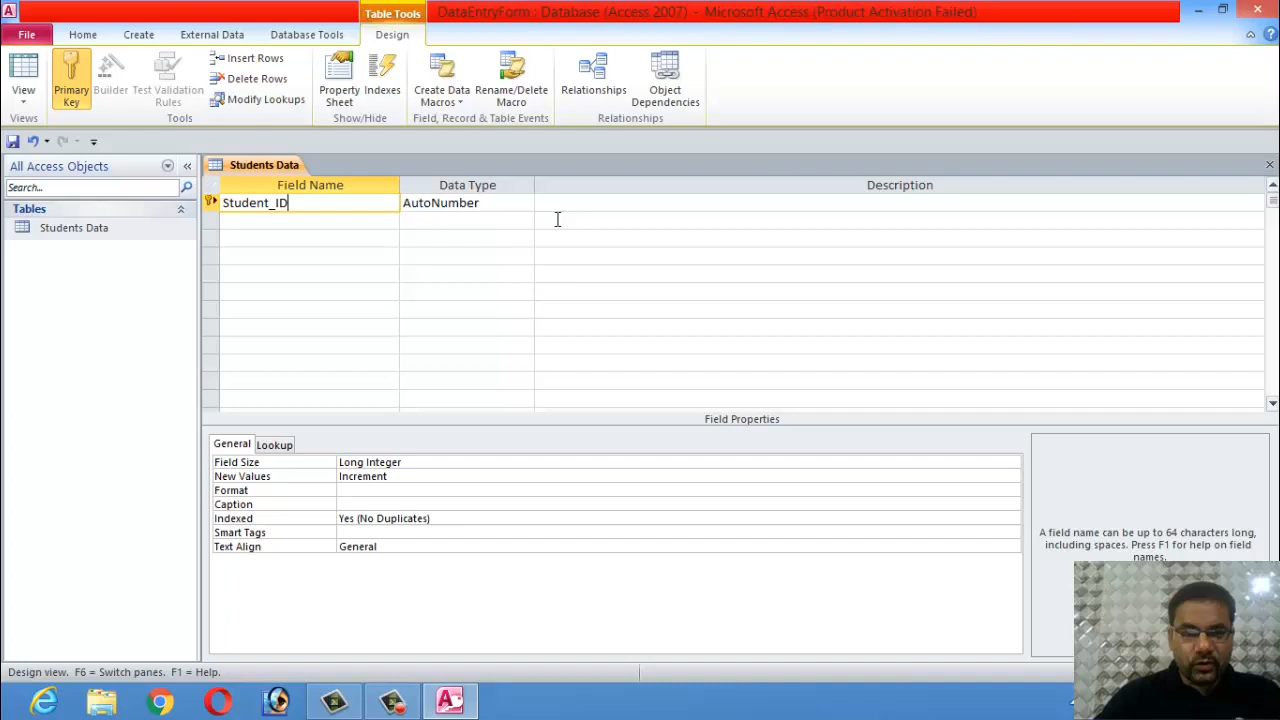 Table Tools
DataEntryForm : Database (Access 2007) – Microsoft Access (Product Activation Failed)
File Home Create External Data Database Tools Design
View
Primary Key
Builder
Test Validation Rules
Insert Rows
Delete Rows
Modify Lookups
Property Sheet
Indexes
Create Data Macros
Rename/Delete Macro
Relationships
Object Dependencies
Views Tools Show/Hide Field, Record & Table Events Relationships
All Access Objects
Search...
Tables
Students Data
Students Data
Field Name Data Type Description
Student_ID AutoNumber
Field Properties
General Lookup
Field Size Long Integer
New Values Increment
Format
Caption
Indexed Yes (No Duplicates)
Smart Tags
Text Align General
A field name can be up to 64 characters long,
including spaces. Press F1 for help on field
names.
Design view. F6 = Switch panes. F1 = Help.